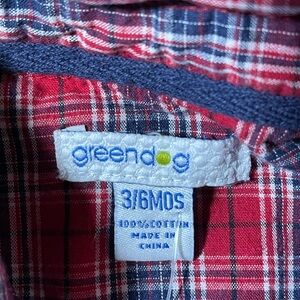 greendog
3/6MOS
100%COTTON
MADE IN
CHINA